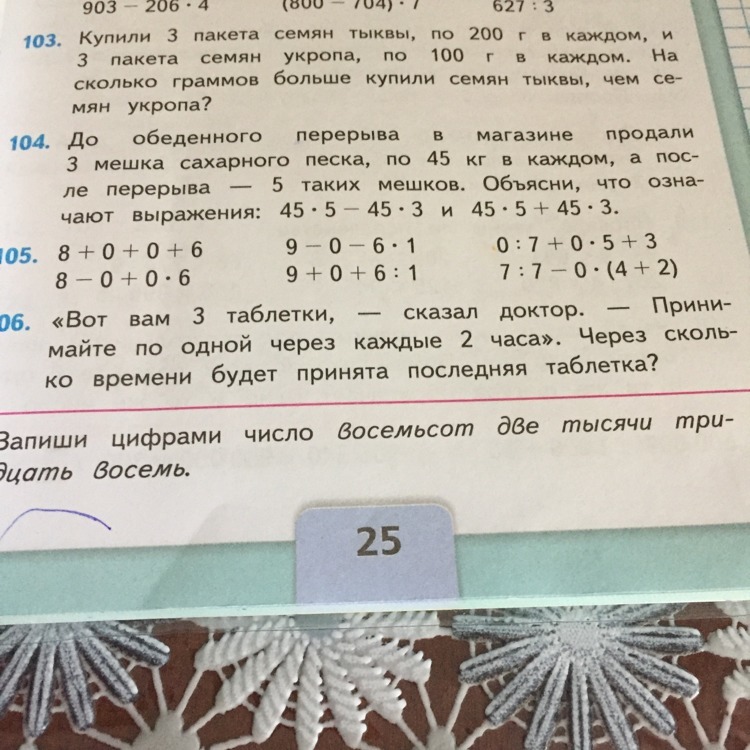 903 − 206 · 4 (800 − 704) · 7 627 : 3
103. Купили 3 пакета семян тыквы, по 200 г в каждом, и
3 пакета семян укропа, по 100 г в каждом. На
сколько граммов больше купили семян тыквы, чем се-
мян укропа?
104. До обеденного перерыва в магазине продали
3 мешка сахарного песка, по 45 кг в каждом, а пос-
ле перерыва — 5 таких мешков. Объясни, что озна-
чают выражения: 45 · 5 − 45 · 3 и 45 · 5 + 45 · 3.
105. 8 + 0 + 0 + 6 9 − 0 − 6 · 1 0 : 7 + 0 · 5 + 3
8 − 0 + 0 · 6 9 + 0 + 6 : 1 7 : 7 − 0 · (4 + 2)
06. «Вот вам 3 таблетки, — сказал доктор. — Прини-
майте по одной через каждые 2 часа». Через сколь-
ко времени будет принята последняя таблетка?
Запиши цифрами число восемьсот две тысячи три-
дцать восемь.
25